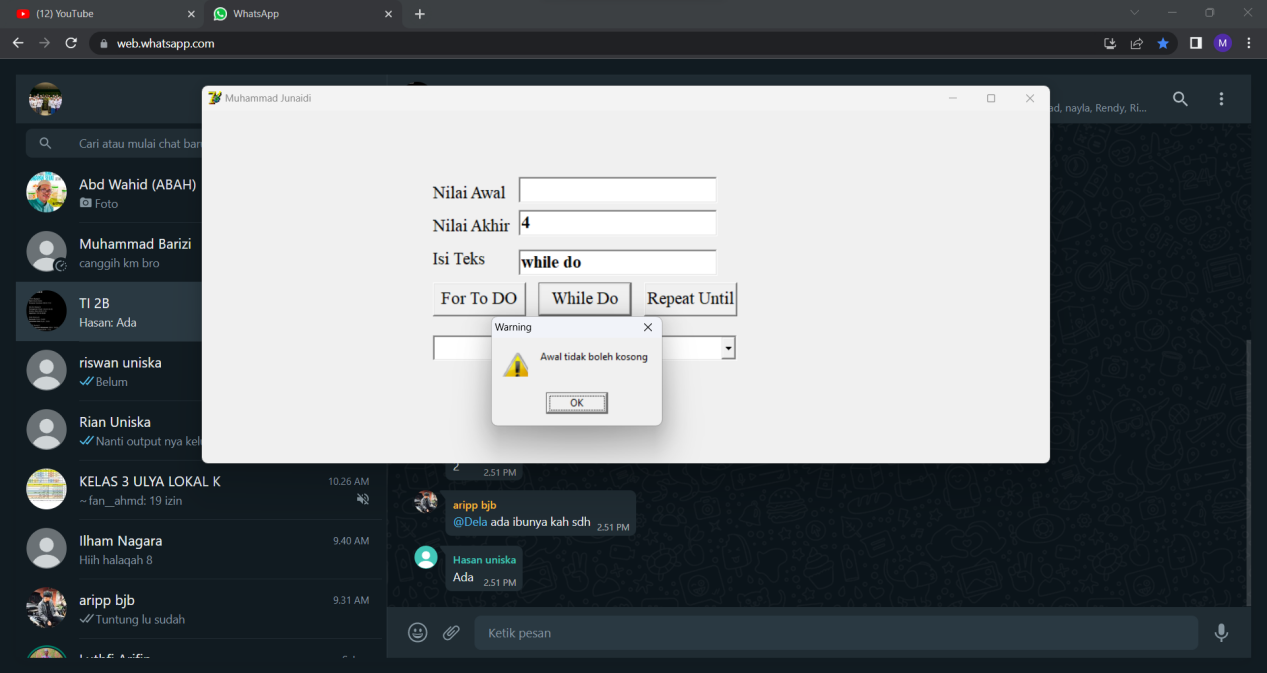 (12) YouTube
WhatsApp
web.whatsapp.com
M
Muhammad Junaidi
ad, nayla, Rendy, Ri...
Cari atau mulai chat baru
Abd Wahid (ABAH)
Foto
Muhammad Barizi
canggih km bro
TI 2B
Hasan: Ada
riswan uniska
Belum
Rian Uniska
Nanti output nya kelu
KELAS 3 ULYA LOKAL K
10.26 AM
~ fan__ahmd: 19 izin
Ilham Nagara
9.40 AM
Hiih halaqah 8
aripp bjb
9.31 AM
Tuntung lu sudah
Nilai Awal
Nilai Akhir
4
Isi Teks
while do
For To DO
While Do
Repeat Until
Warning
Awal tidak boleh kosong
OK
2
2.51 PM
aripp bjb
@Dela ada ibunya kah sdh
2.51 PM
Hasan uniska
Ada
2.51 PM
Ketik pesan